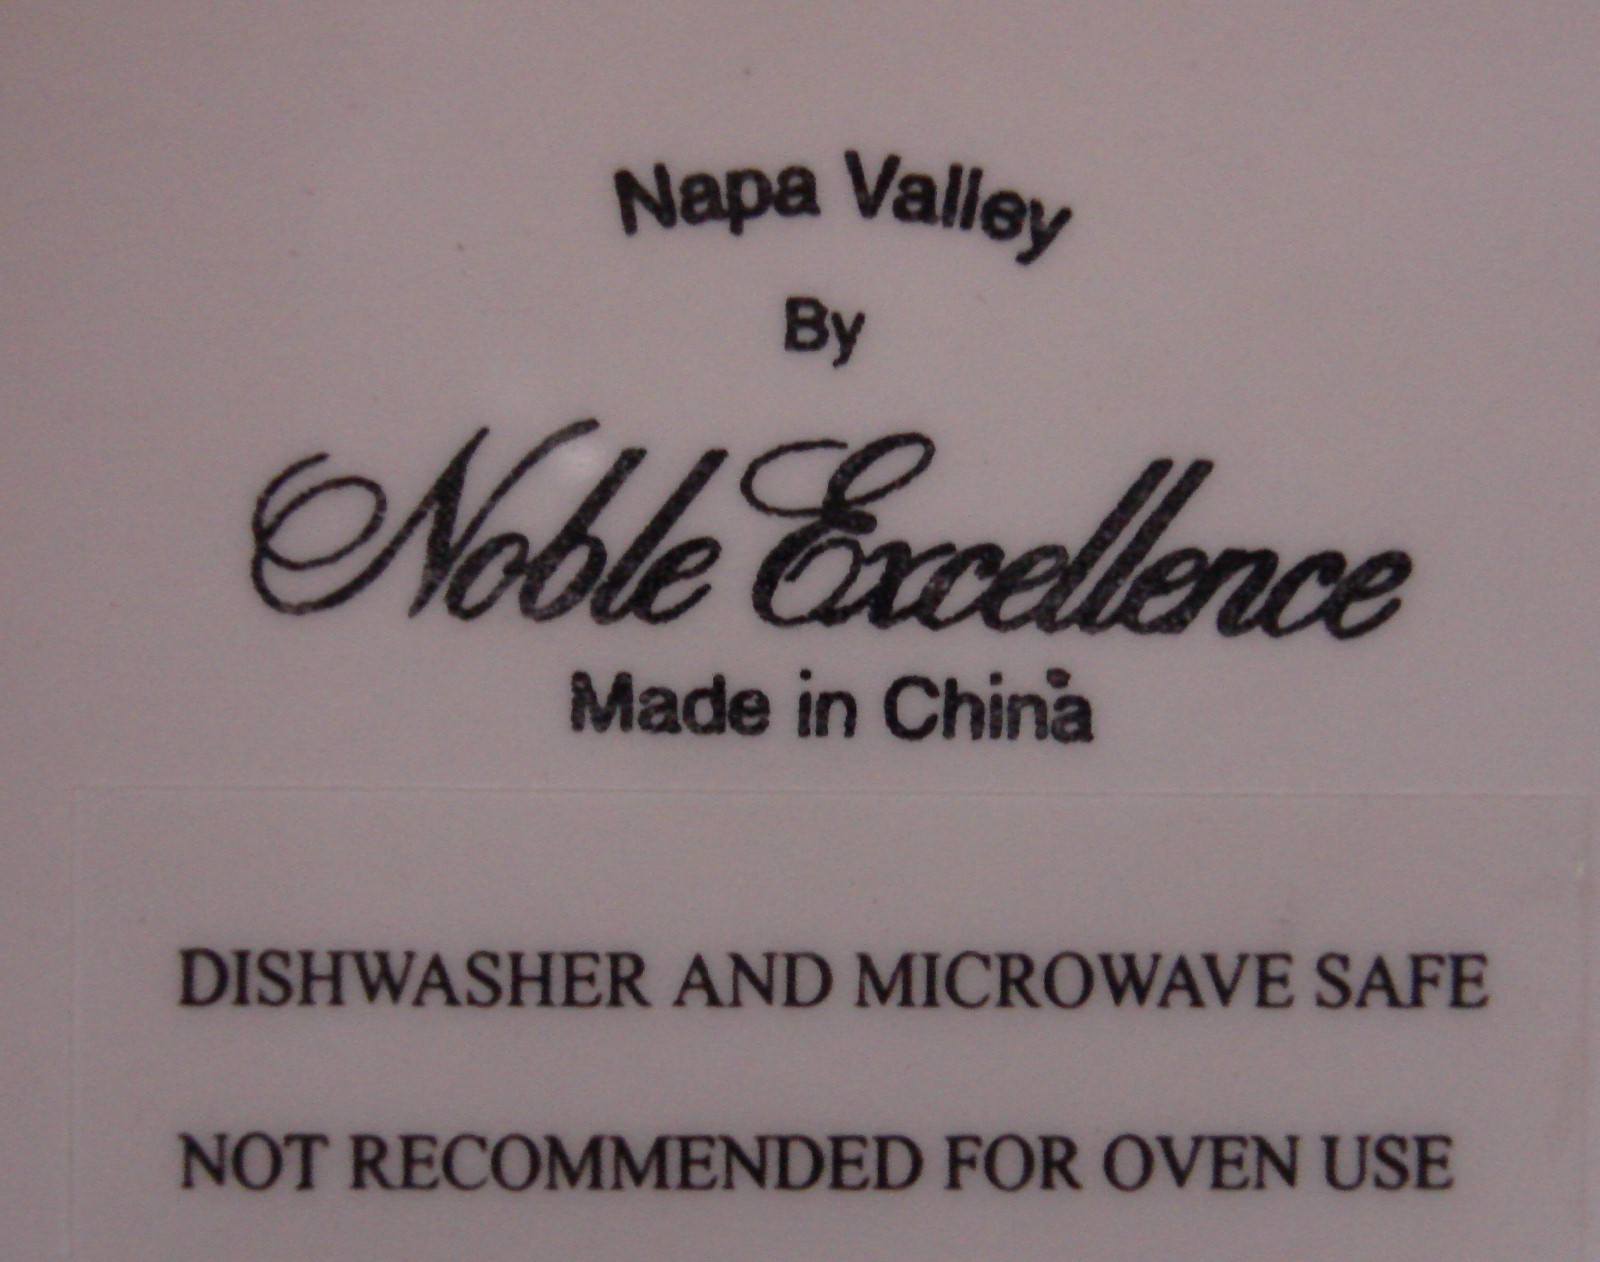 Napa Valley
By
Noble Excellence
Made in China
DISHWASHER AND MICROWAVE SAFE
NOT RECOMMENDED FOR OVEN USE